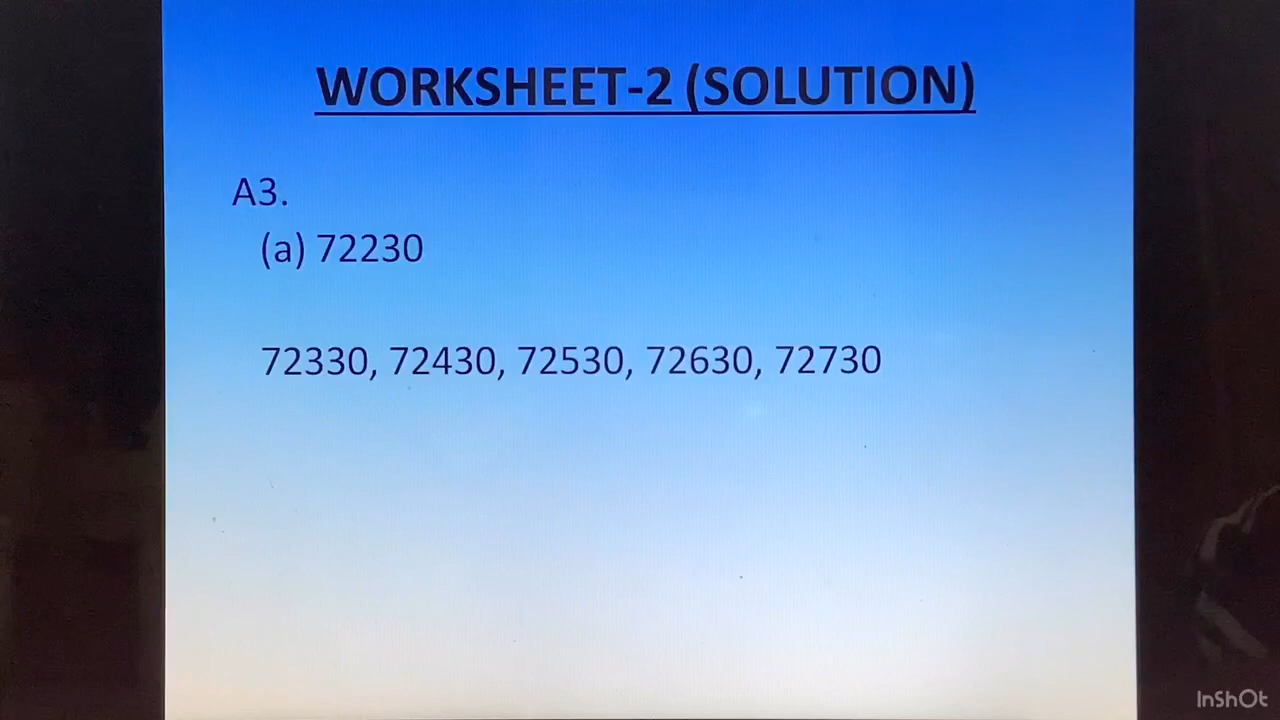 WORKSHEET-2 (SOLUTION)
A3.
(a) 72230
72330, 72430, 72530, 72630, 72730
InShOt